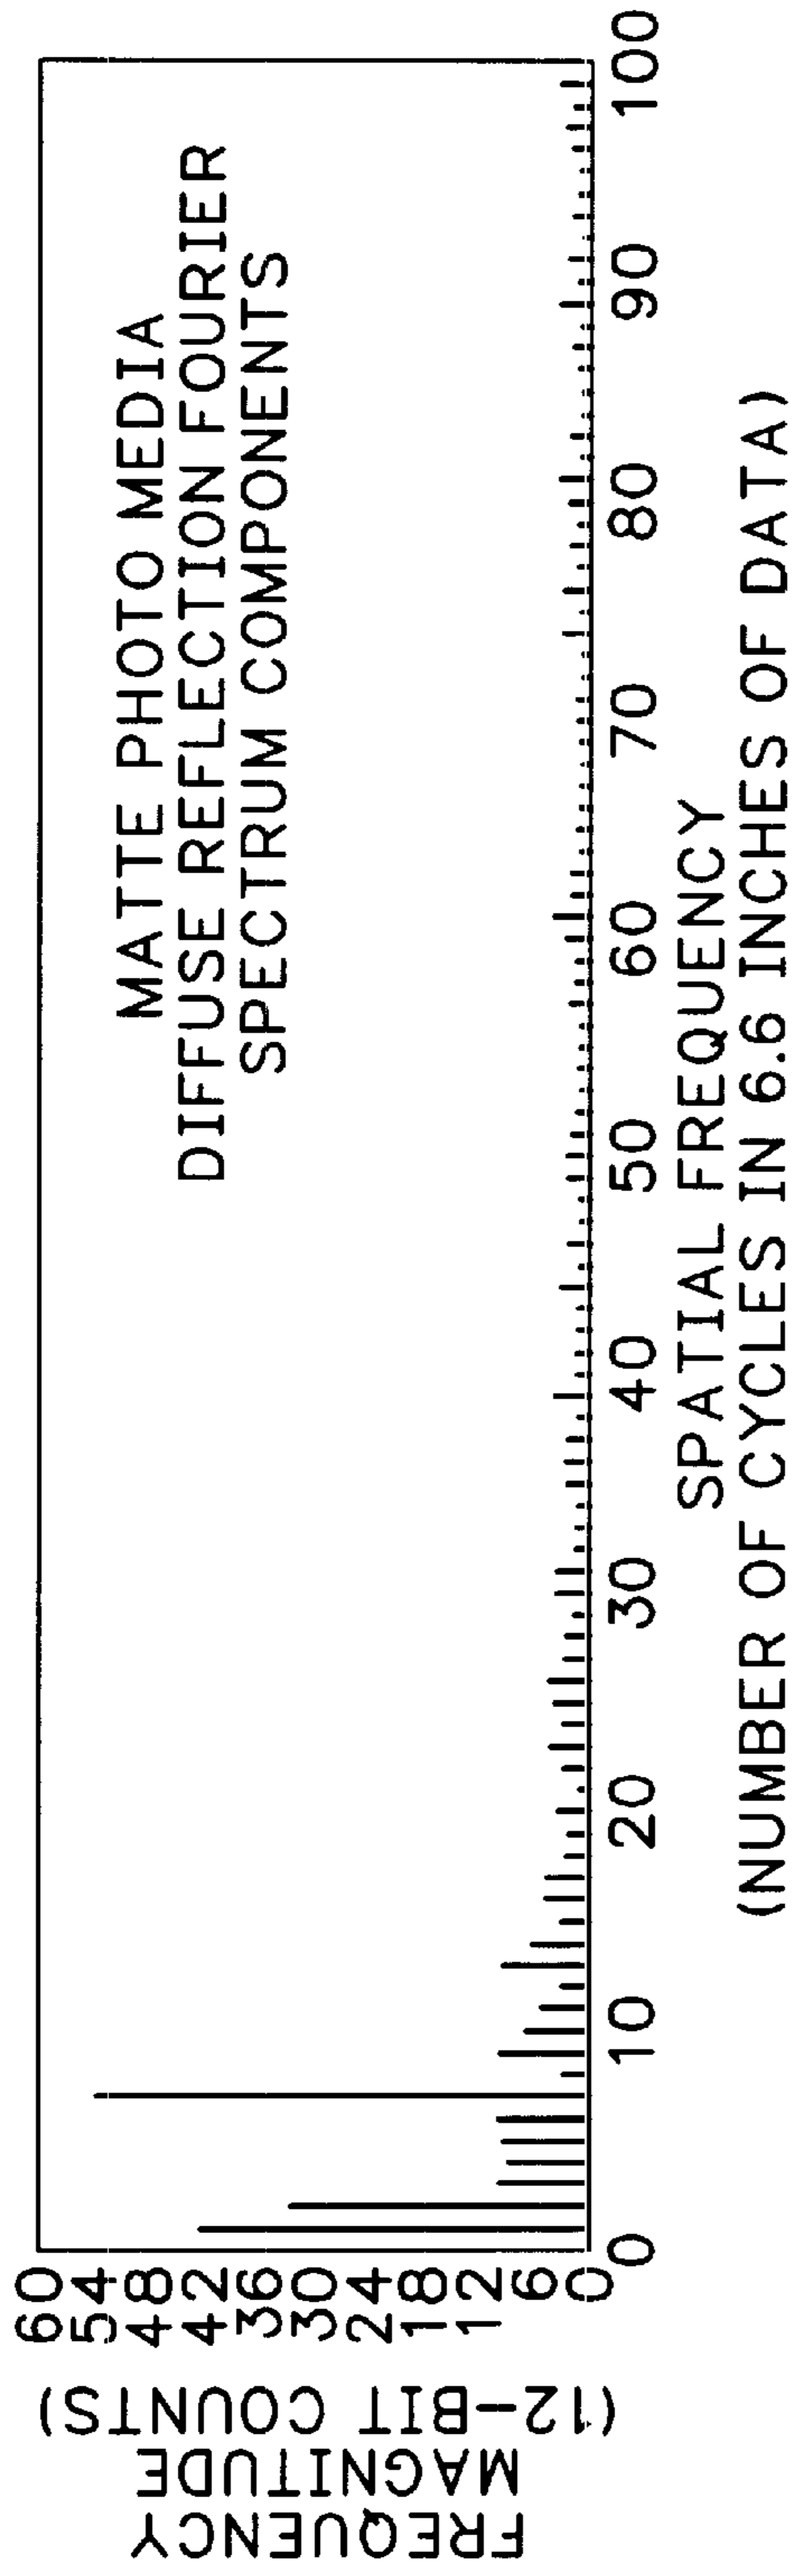 FREQUENCY
MAGNITUDE
(12-BIT COUNTS)
60
54
48
42
36
30
24
18
12
6
0
MATTE PHOTO MEDIA
DIFFUSE REFLECTION FOURIER
SPECTRUM COMPONENTS
0 10 20 30 40 50 60 70 80 90 100
SPATIAL FREQUENCY
(NUMBER OF CYCLES IN 6.6 INCHES OF DATA)